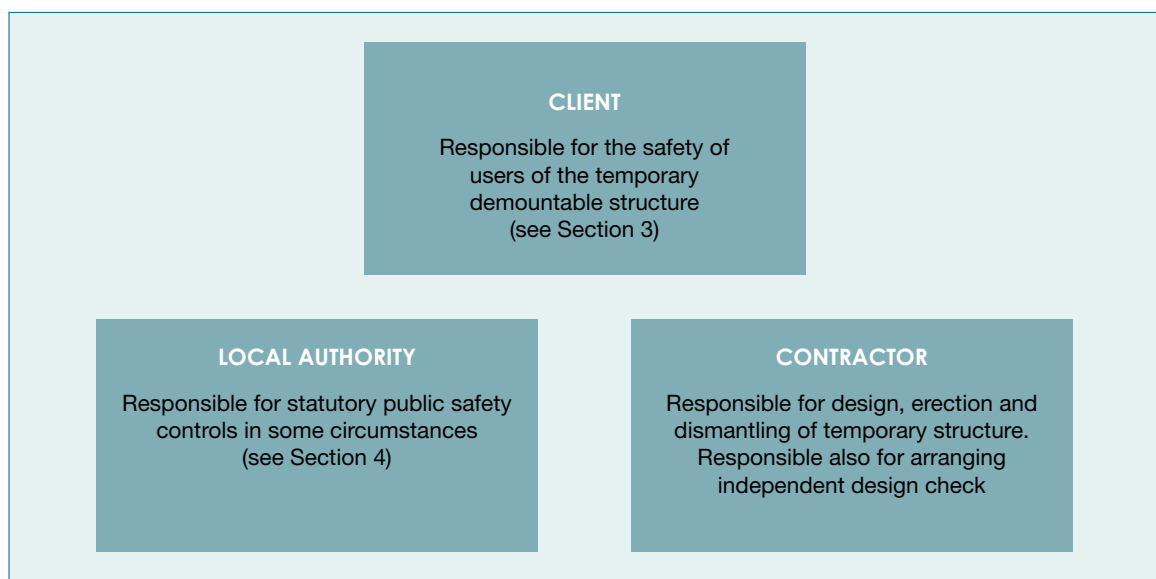 CLIENT
Responsible for the safety of
users of the temporary
demountable structure
(see Section 3)
LOCAL AUTHORITY
Responsible for statutory public safety
controls in some circumstances
(see Section 4)
CONTRACTOR
Responsible for design, erection and
dismantling of temporary structure.
Responsible also for arranging
independent design check